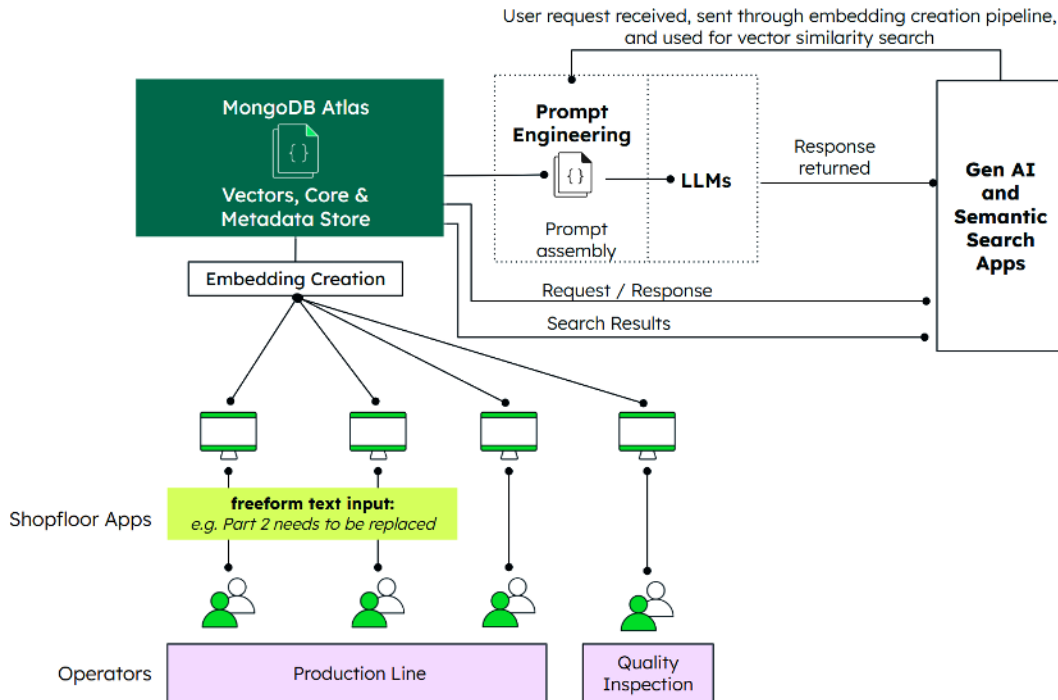 User request received, sent through embedding creation pipeline,
and used for vector similarity search
MongoDB Atlas
{ }
Vectors, Core &
Metadata Store
Prompt
Engineering
{ }
Prompt
assembly
LLMs
Response
returned
Gen AI
and
Semantic
Search
Apps
Embedding Creation
Request / Response
Search Results
Shopfloor Apps
freeform text input:
e.g. Part 2 needs to be replaced
Operators
Production Line
Quality
Inspection